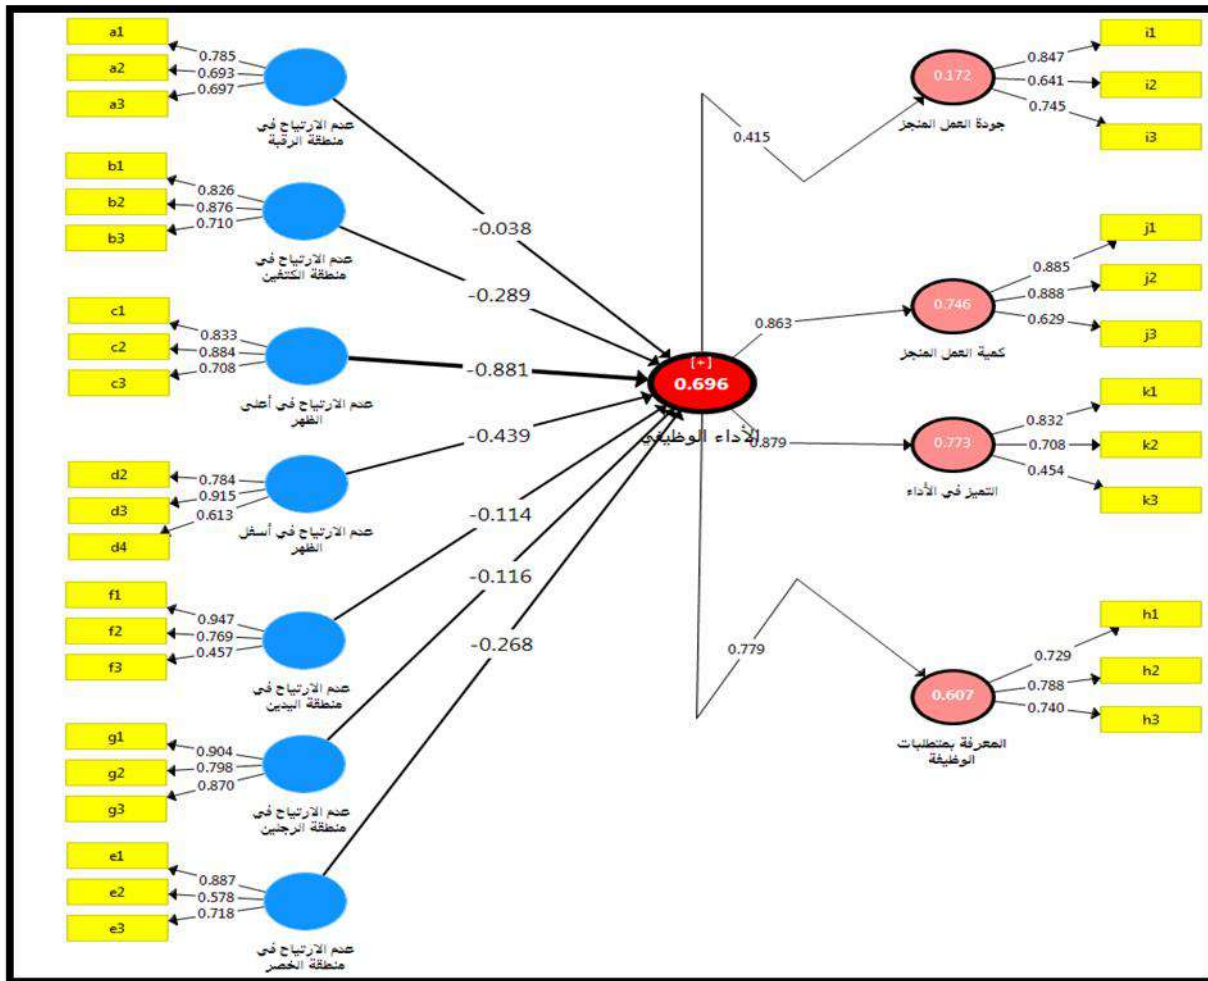 a1
a2
a3
0.785
0.693
0.697
عدم الارتياح في
منطقة الرقبة
-0.038
b1
b2
b3
0.826
0.876
0.710
عدم الارتياح في
منطقة الكتفين
-0.289
c1
c2
c3
0.833
0.884
0.708
عدم الارتياح في أعلى
الظهر
-0.881
d2
d3
d4
0.784
0.915
0.613
عدم الارتياح في أسفل
الظهر
-0.439
f1
f2
f3
0.947
0.769
0.457
عدم الارتياح في
منطقة اليدين
-0.114
g1
g2
g3
0.904
0.798
0.870
عدم الارتياح في
منطقة الرجلين
-0.116
e1
e2
e3
0.887
0.578
0.718
عدم الارتياح في
منطقة الخصر
-0.268
[+]
0.696
الأداء الوظيفي
0.415
0.172
جودة العمل المنجز
0.847
0.641
0.745
i1
i2
i3
0.863
0.746
كمية العمل المنجز
0.885
0.888
0.629
j1
j2
j3
0.879
0.773
التميز في الأداء
0.832
0.708
0.454
k1
k2
k3
0.779
0.607
المعرفة بمتطلبات
الوظيفة
0.729
0.788
0.740
h1
h2
h3